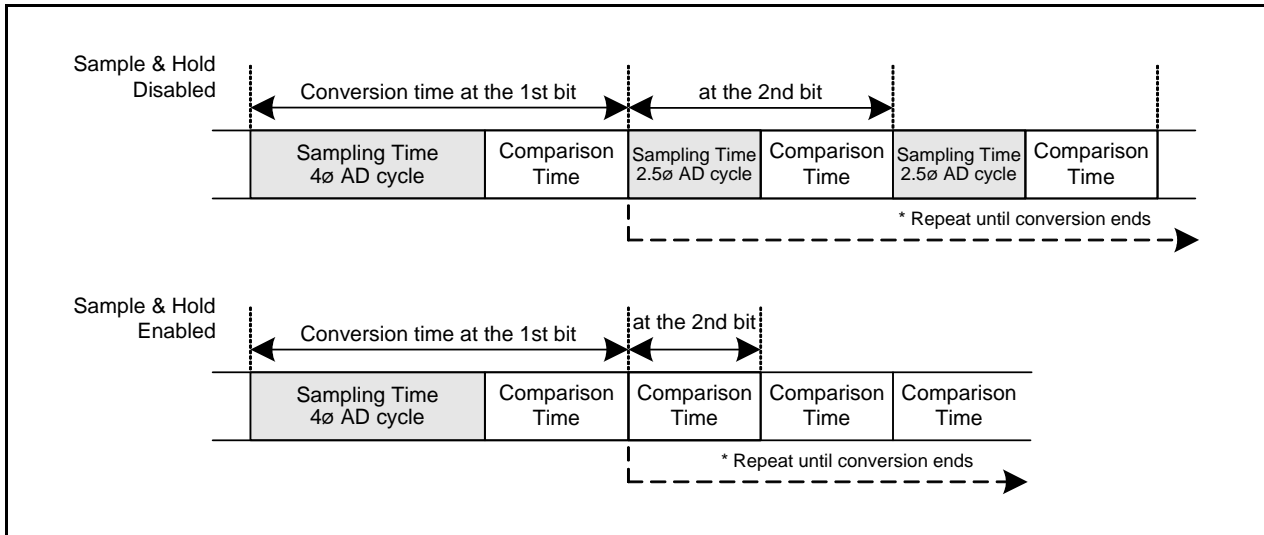 Sample & Hold
Disabled
Conversion time at the 1st bit
at the 2nd bit
Sampling Time
4ø AD cycle
Comparison
Time
Sampling Time
2.5ø AD cycle
Comparison
Time
Sampling Time
2.5ø AD cycle
Comparison
Time
* Repeat until conversion ends
Sample & Hold
Enabled
Conversion time at the 1st bit
at the 2nd bit
Sampling Time
4ø AD cycle
Comparison
Time
Comparison
Time
Comparison
Time
Comparison
Time
* Repeat until conversion ends